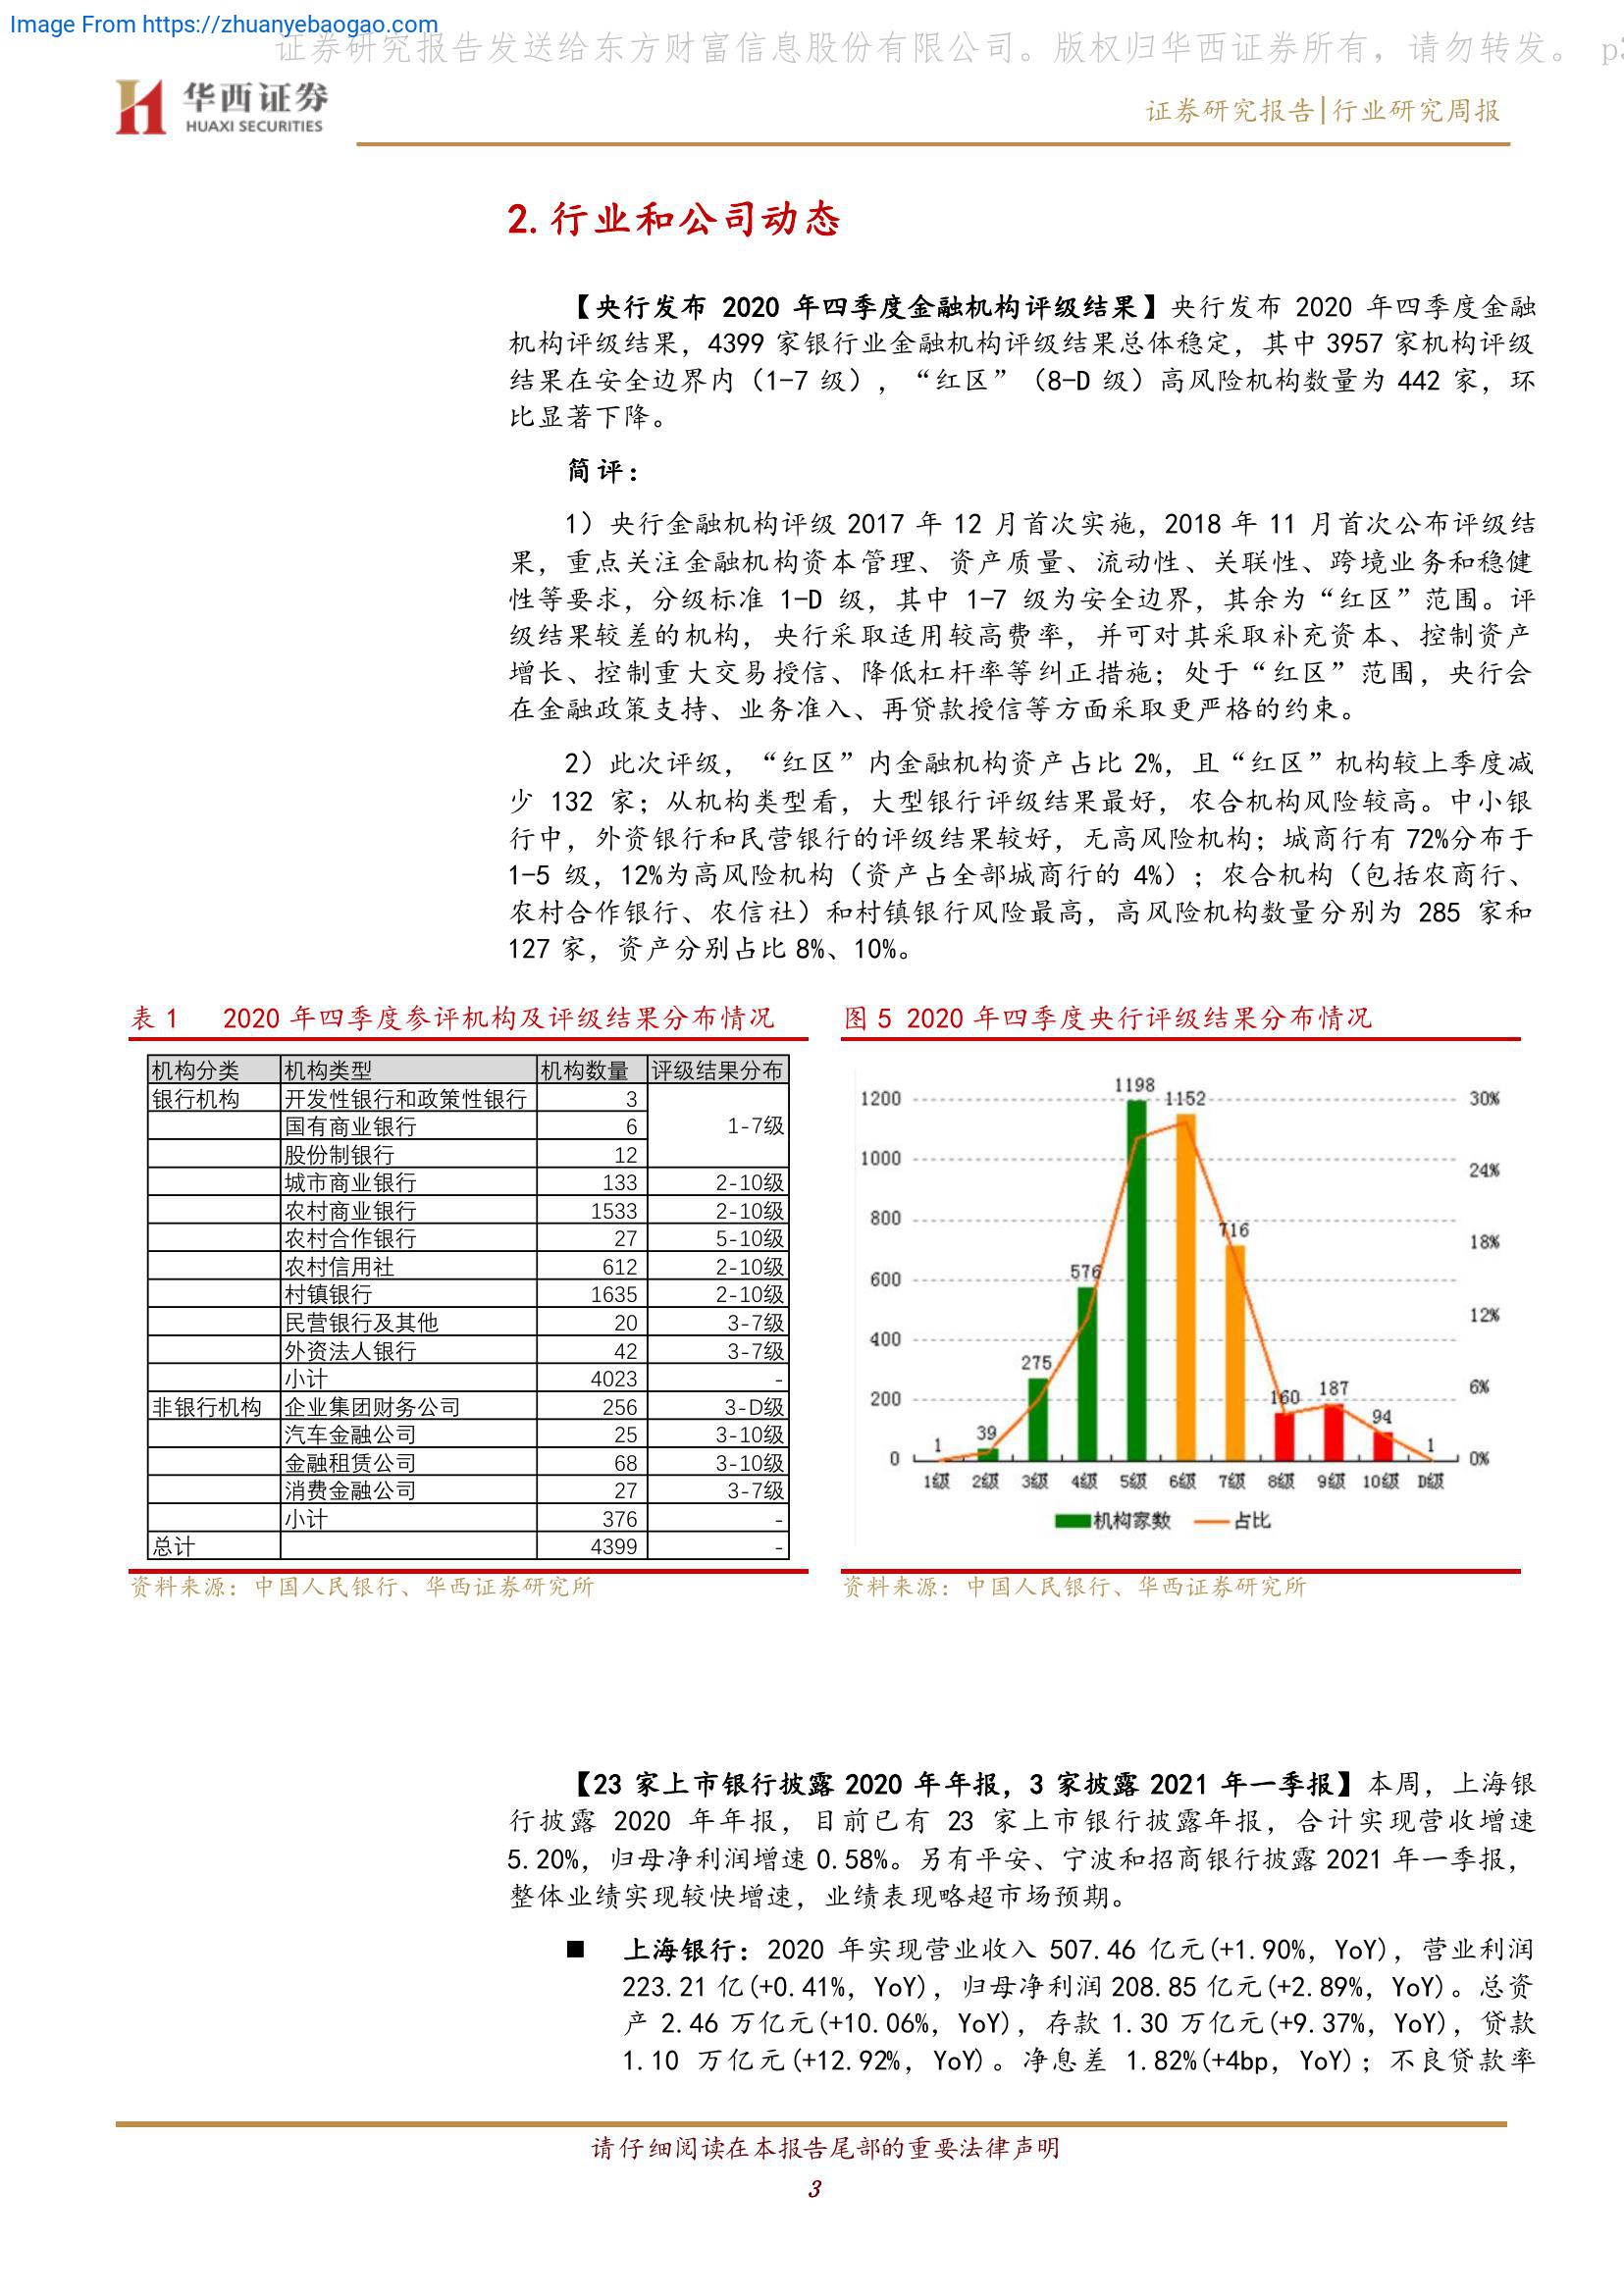 Image From https://zhuanyebaogao.com
证券研究报告发送给东方财富信息股份有限公司。版权归华西证券所有，请勿转发。 p3
华西证券
HUAXI SECURITIES
证券研究报告|行业研究周报
2. 行业和公司动态
【央行发布 2020 年四季度金融机构评级结果】央行发布 2020 年四季度金融
机构评级结果，4399 家银行业金融机构评级结果总体稳定，其中 3957 家机构评级
结果在安全边界内（1-7 级），“红区”（8-D 级）高风险机构数量为 442 家，环
比显著下降。
简评：
1）央行金融机构评级 2017 年 12 月首次实施，2018 年 11 月首次公布评级结
果，重点关注金融机构资本管理、资产质量、流动性、关联性、跨境业务和稳健
性等要求，分级标准 1-D 级，其中 1-7 级为安全边界，其余为“红区”范围。评
级结果较差的机构，央行采取适用较高费率，并可对其采取补充资本、控制资产
增长、控制重大交易授信、降低杠杆率等纠正措施；处于“红区”范围，央行会
在金融政策支持、业务准入、再贷款授信等方面采取更严格的约束。
2）此次评级，“红区”内金融机构资产占比 2%，且“红区”机构较上季度减
少 132 家；从机构类型看，大型银行评级结果最好，农合机构风险较高。中小银
行中，外资银行和民营银行的评级结果较好，无高风险机构；城商行有 72%分布于
1-5 级，12%为高风险机构（资产占全部城商行的 4%）；农合机构（包括农商行、
农村合作银行、农信社）和村镇银行风险最高，高风险机构数量分别为 285 家和
127 家，资产分别占比 8%、10%。
表 1 2020 年四季度参评机构及评级结果分布情况
机构分类 机构类型 机构数量 评级结果分布
银行机构 开发性银行和政策性银行 3
国有商业银行 6 1-7级
股份制银行 12
城市商业银行 133 2-10级
农村商业银行 1533 2-10级
农村合作银行 27 5-10级
农村信用社 612 2-10级
村镇银行 1635 2-10级
民营银行及其他 20 3-7级
外资法人银行 42 3-7级
小计 4023 -
非银行机构 企业集团财务公司 256 3-D级
汽车金融公司 25 3-10级
金融租赁公司 68 3-10级
消费金融公司 27 3-7级
小计 376 -
总计 4399 -
资料来源：中国人民银行、华西证券研究所
图 5 2020 年四季度央行评级结果分布情况
1198
1200 1152 30%
1000 24%
800 716 18%
600 576 12%
400 275
200 160 187 6%
94
39
0 1 1 0%
1级 2级 3级 4级 5级 6级 7级 8级 9级 10级 D级
机构家数 占比
资料来源：中国人民银行、华西证券研究所
【23 家上市银行披露 2020 年年报，3 家披露 2021 年一季报】本周，上海银
行披露 2020 年年报，目前已有 23 家上市银行披露年报，合计实现营收增速
5.20%，归母净利润增速 0.58%。另有平安、宁波和招商银行披露 2021 年一季报，
整体业绩实现较快增速，业绩表现略超市场预期。
■ 上海银行：2020 年实现营业收入 507.46 亿元(+1.90%，YoY)，营业利润
223.21 亿(+0.41%，YoY)，归母净利润 208.85 亿元(+2.89%，YoY)。总资
产 2.46 万亿元(+10.06%，YoY)，存款 1.30 万亿元(+9.37%，YoY)，贷款
1.10 万亿元(+12.92%，YoY)。净息差 1.82%(+4bp，YoY)；不良贷款率
请仔细阅读在本报告尾部的重要法律声明
3